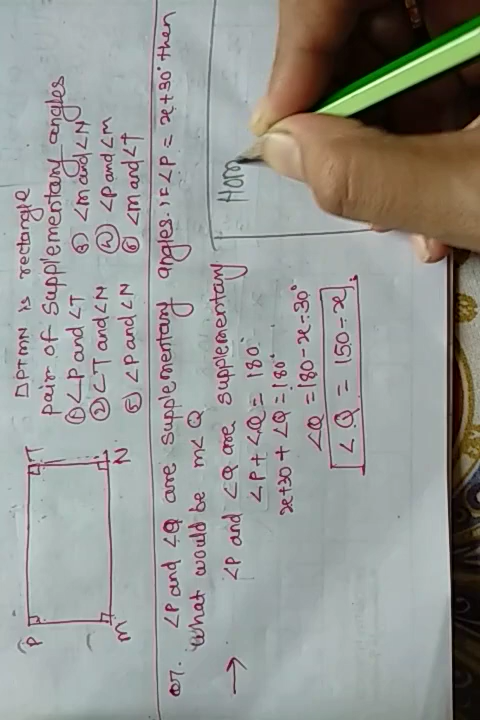 P
T
M
N
□PTMN is rectangle
Pair of Supplementary angles
① ∠P and ∠T ③ ∠M and ∠N
② ∠T and ∠N ④ ∠P and ∠M
⑤ ∠P and ∠N ⑥ ∠M and ∠T
Q7. ∠P and ∠Q are supplementary angles. if ∠P = x+30° then
what would be m∠Q
→ ∠P and ∠Q are supplementary
∠P + ∠Q = 180°
x+30 + ∠Q = 180°
∠Q = 180-x-30°
∠Q = 150-x
Hom